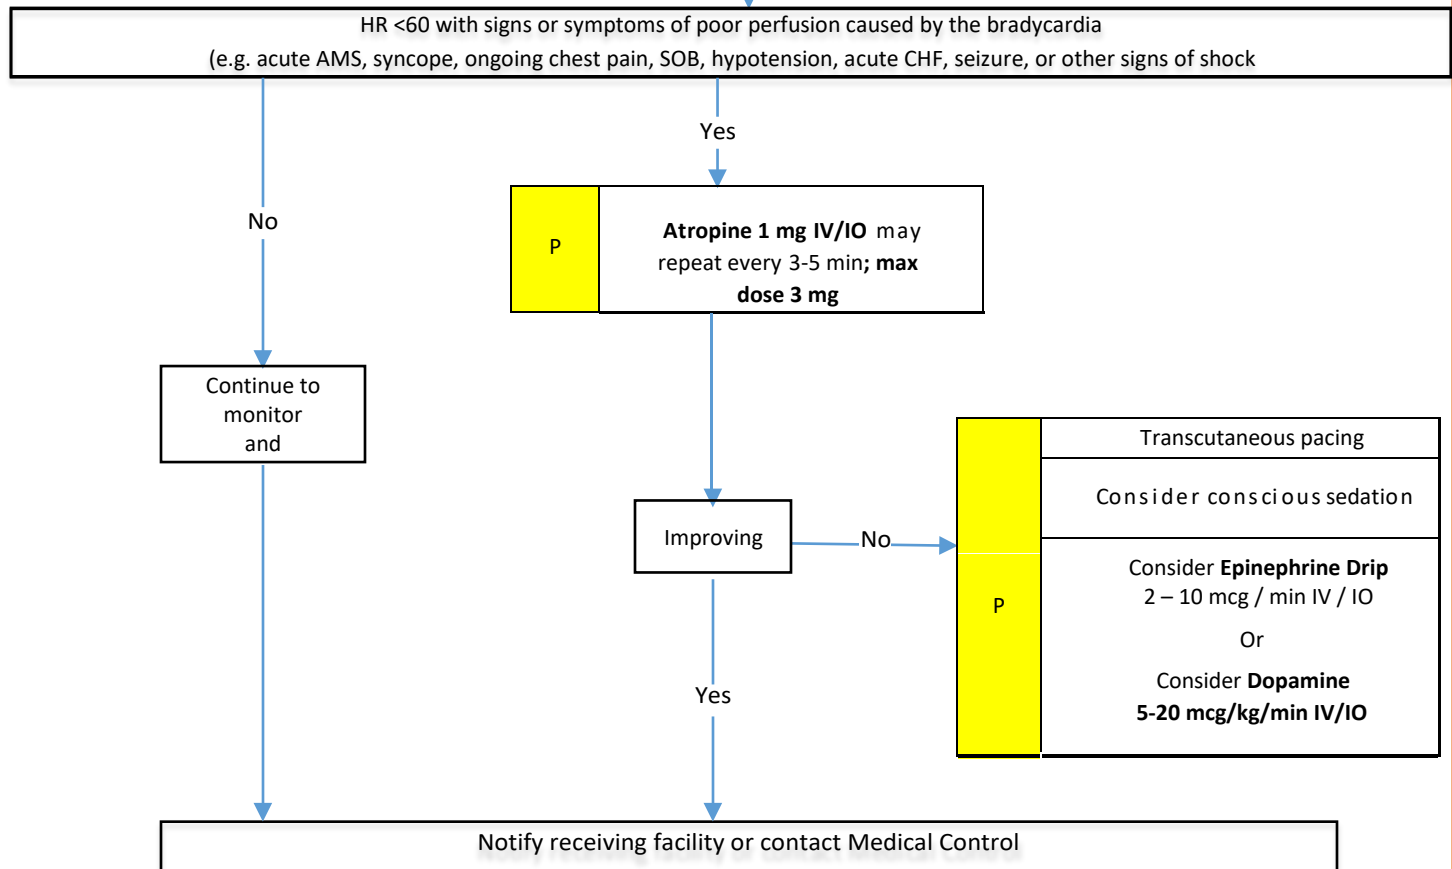 HR <60 with signs or symptoms of poor perfusion caused by the bradycardia
(e.g. acute AMS, syncope, ongoing chest pain, SOB, hypotension, acute CHF, seizure, or other signs of shock
Yes
No
P
Atropine 1 mg IV/IO may
repeat every 3-5 min; max
dose 3 mg
Continue to
monitor
and
Improving
No
P
Transcutaneous pacing
Consider conscious sedation
Consider Epinephrine Drip
2 – 10 mcg / min IV / IO
Or
Consider Dopamine
5-20 mcg/kg/min IV/IO
Yes
Notify receiving facility or contact Medical Control